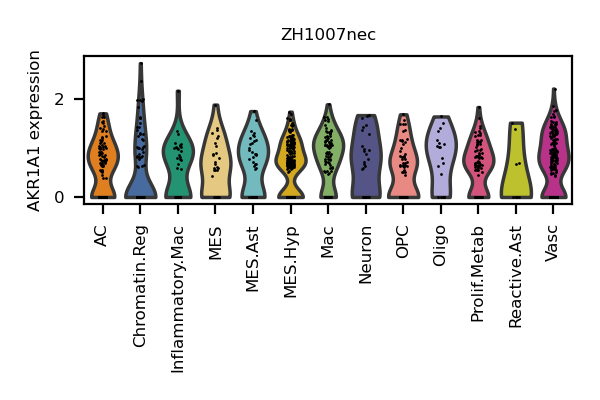 ZH1007nec
AKR1A1 expression
2
0
AC
Chromatin.Reg
Inflammatory.Mac
MES
MES.Ast
MES.Hyp
Mac
Neuron
OPC
Oligo
Prolif.Metab
Reactive.Ast
Vasc